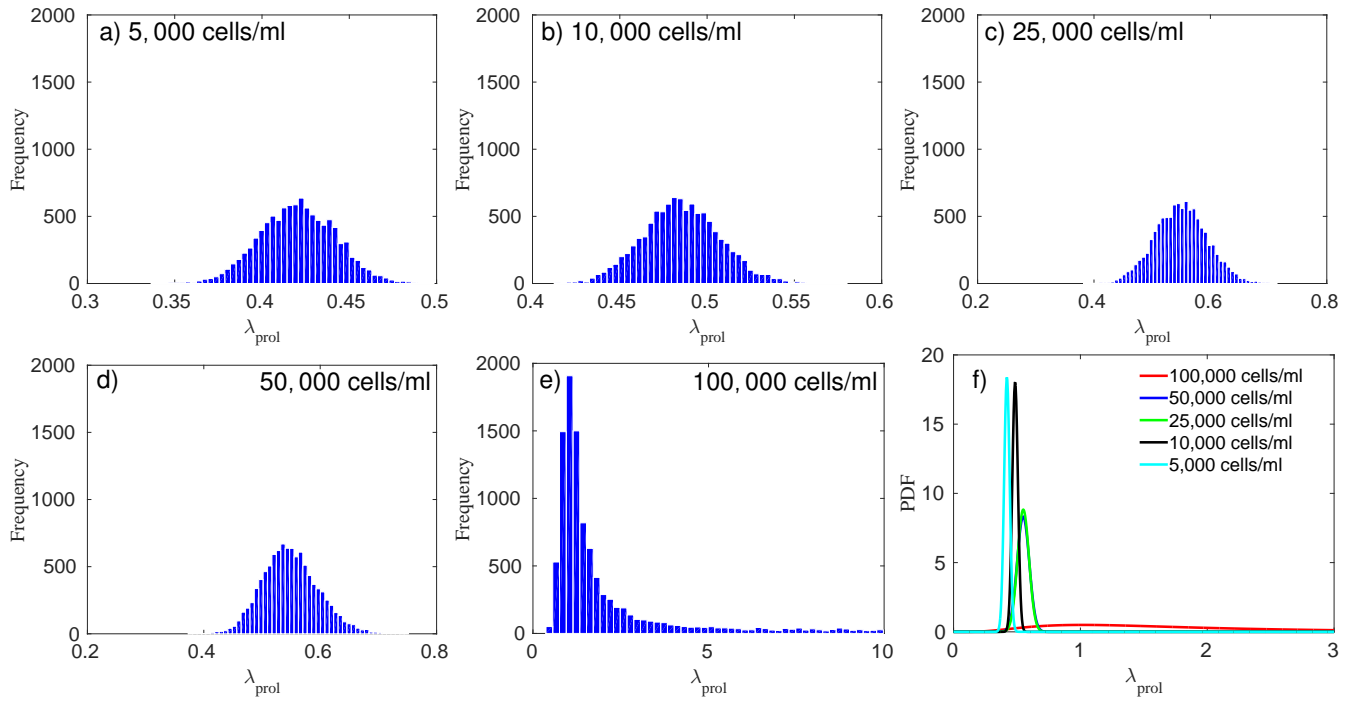 a) 5,000 cells/ml
2000
1500
1000
500
0
Frequency
0.3 0.35 0.4 0.45 0.5
λprol
b) 10,000 cells/ml
2000
1500
1000
500
0
Frequency
0.4 0.45 0.5 0.55 0.6
λprol
c) 25,000 cells/ml
2000
1500
1000
500
0
Frequency
0.2 0.4 0.6 0.8
λprol
d) 50,000 cells/ml
2000
1500
1000
500
0
Frequency
0.2 0.4 0.6 0.8
λprol
e) 100,000 cells/ml
2000
1500
1000
500
0
Frequency
5 10
0
λprol
f)
100,000 cells/ml
50,000 cells/ml
25,000 cells/ml
10,000 cells/ml
5,000 cells/ml
20
15
10
5
0
PDF
0 1 2 3
λprol